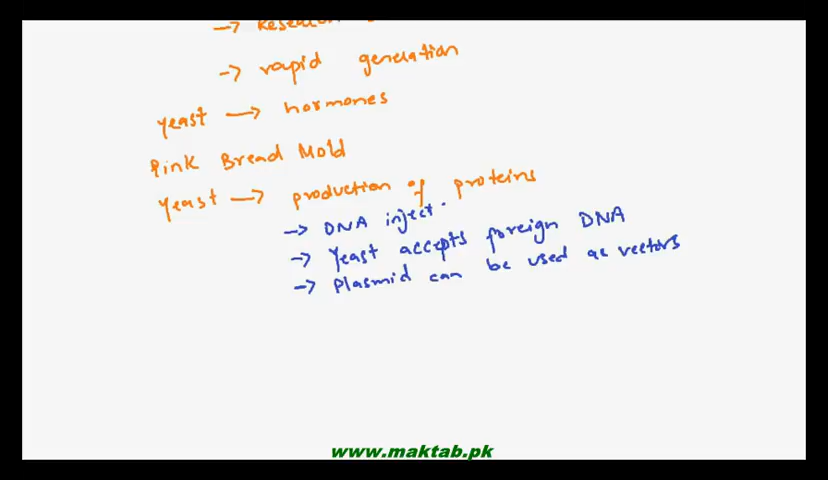 → rapid generation
Yeast → hormones
Pink Bread Mold
Yeast → production of proteins
→ DNA inject.
→ Yeast accepts foreign DNA
→ Plasmid can be used as vectors
www.maktab.pk